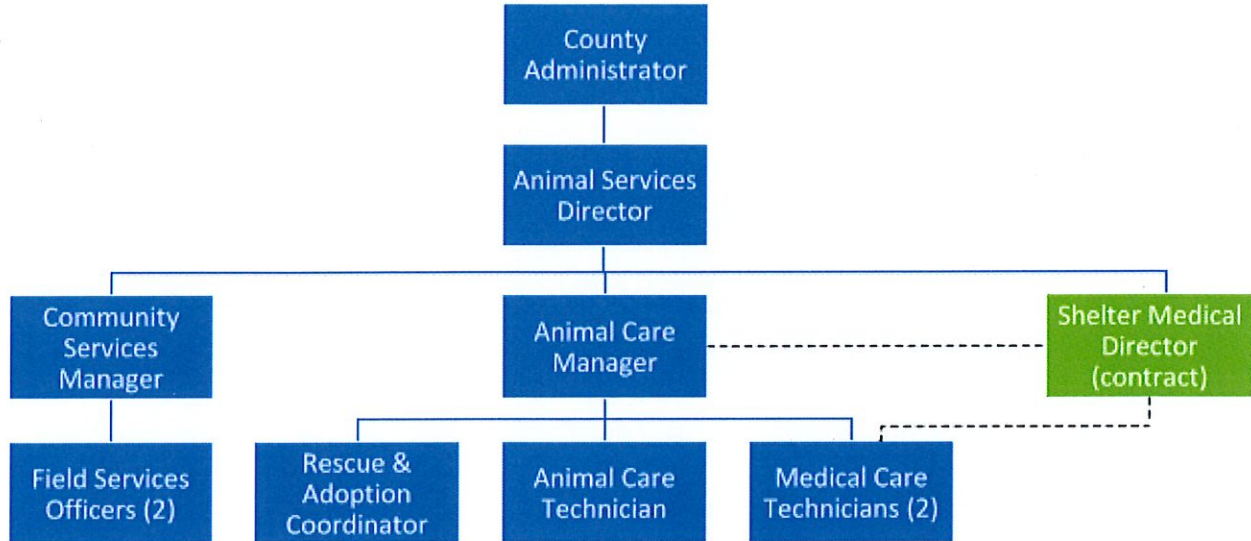 County
Administrator
Animal Services
Director
Community
Services
Manager
Animal Care
Manager
Shelter Medical
Director
(contract)
Field Services
Officers (2)
Rescue &
Adoption
Coordinator
Animal Care
Technician
Medical Care
Technicians (2)